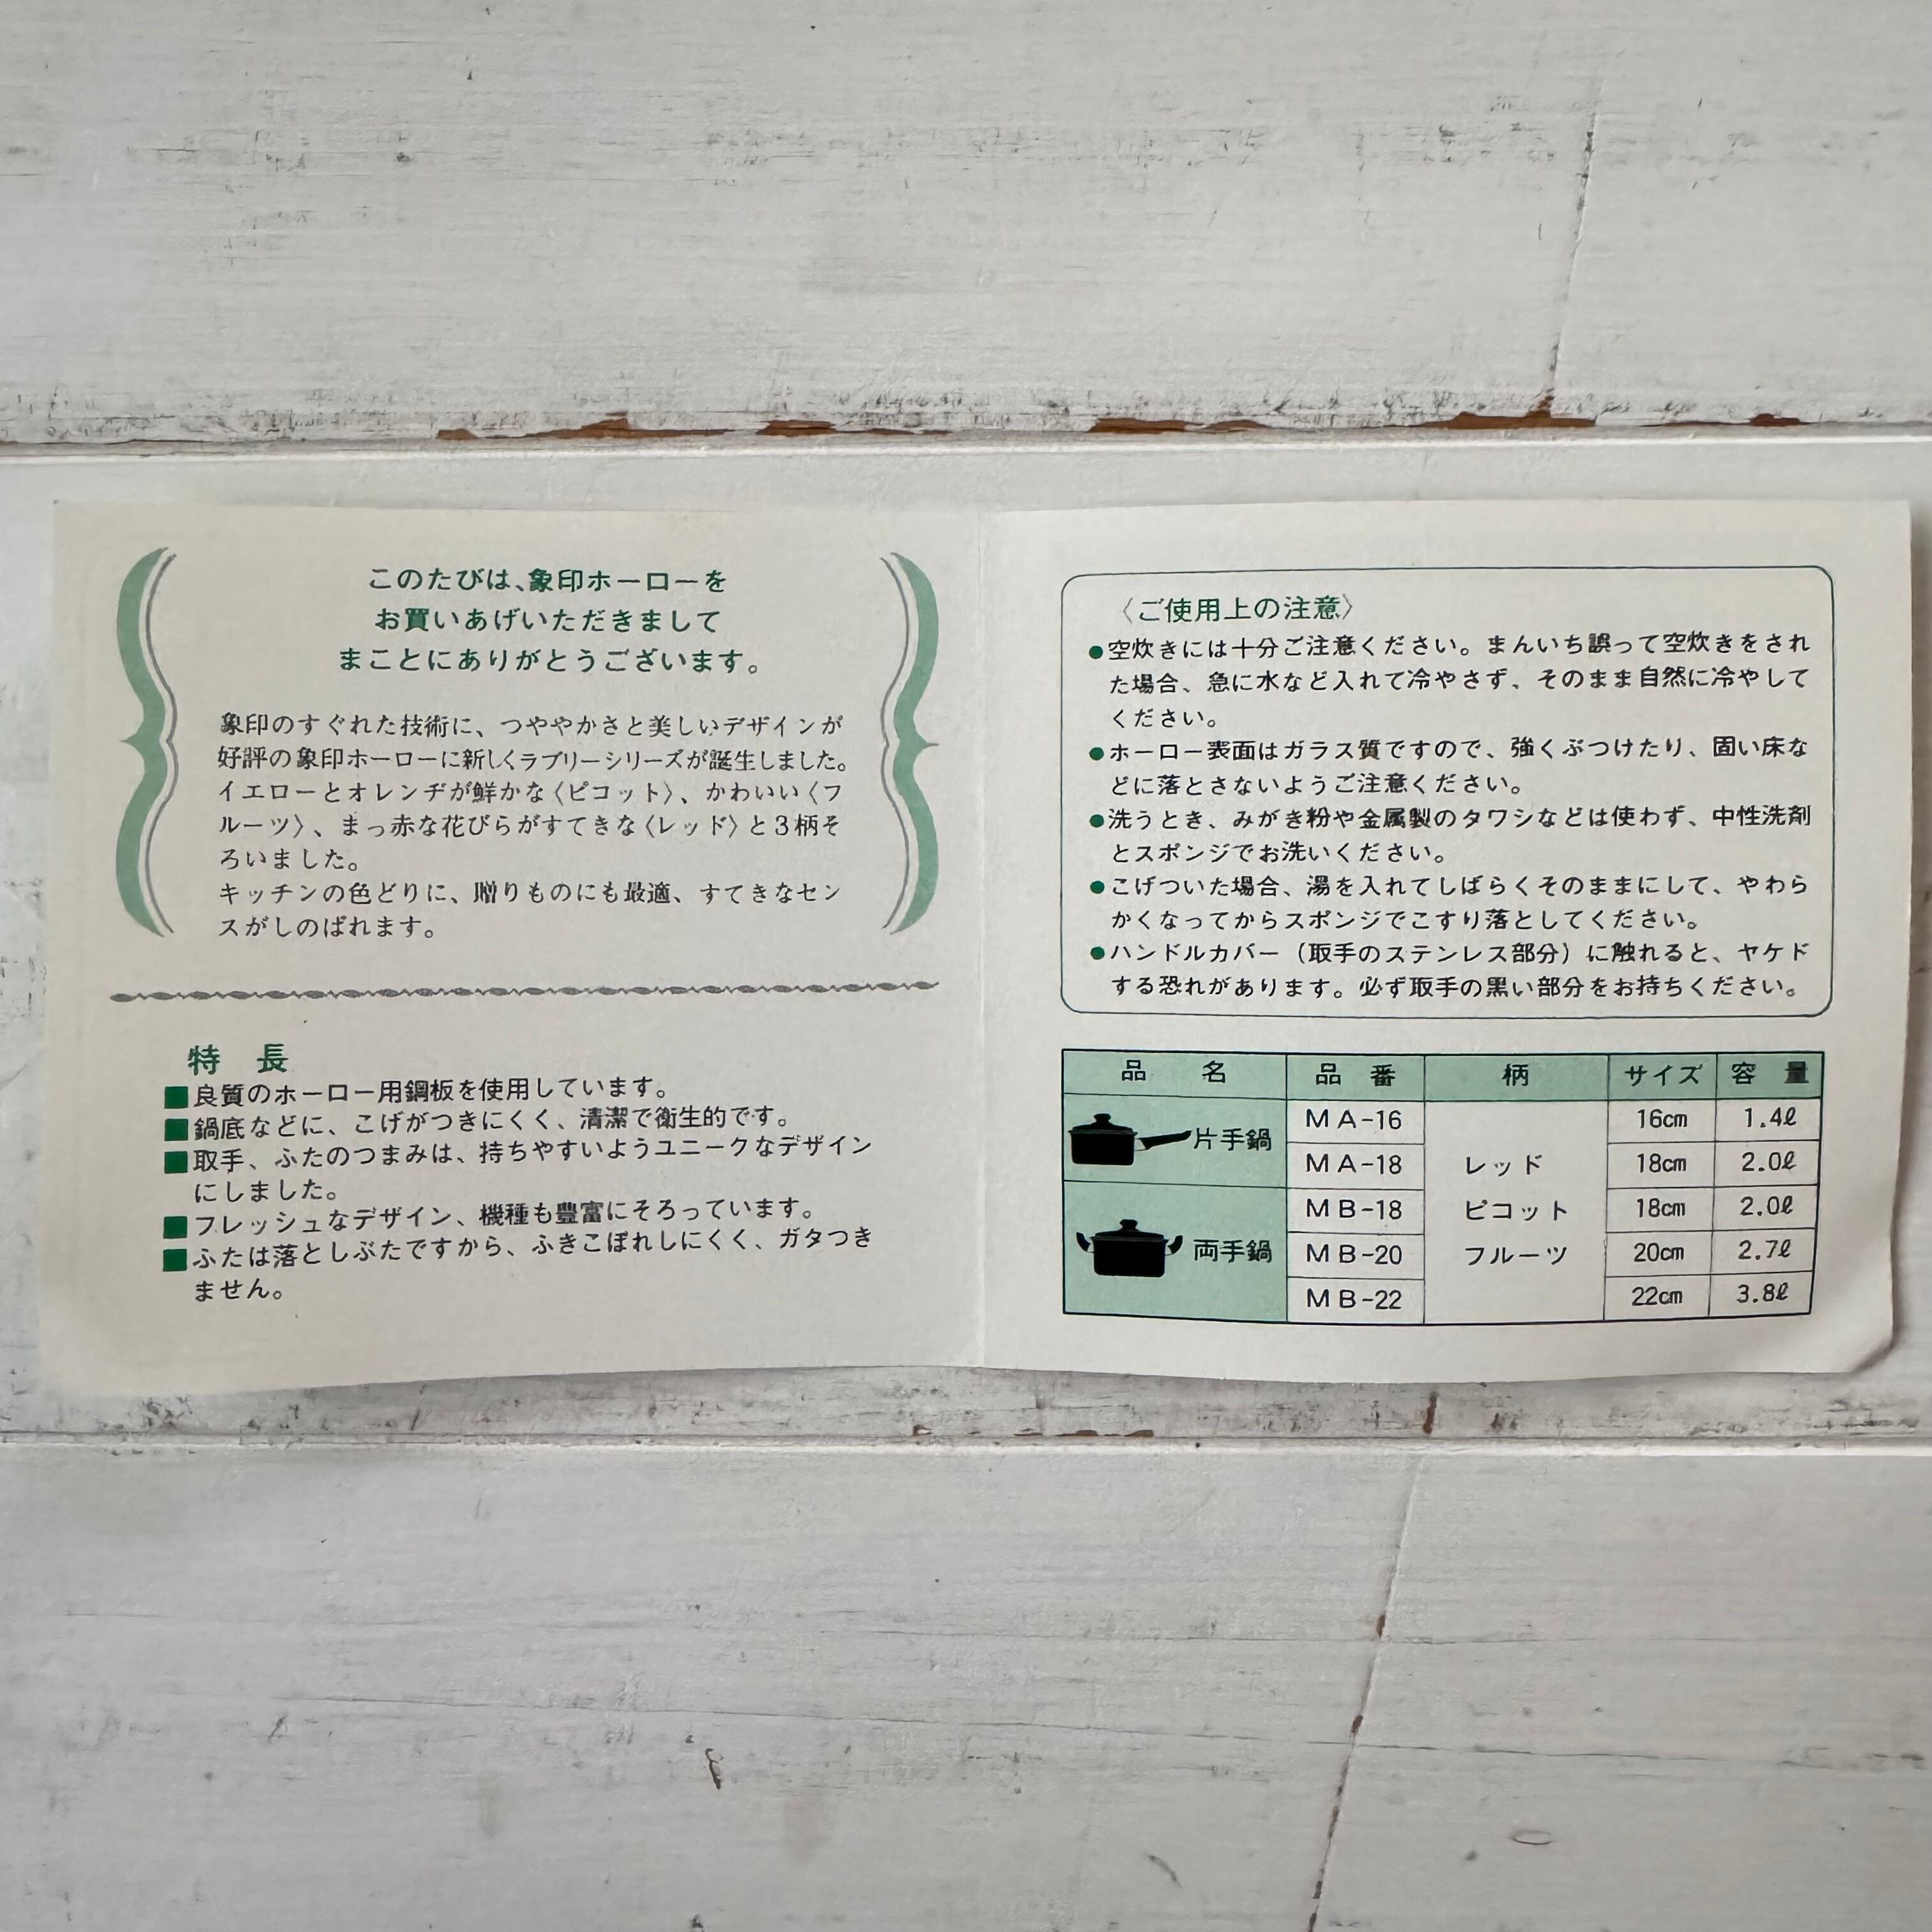 このたびは、象印ホーローを
お買いあげいただきまして
まことにありがとうございます。
象印のすぐれた技術に、つややかさと美しいデザインが
好評の象印ホーローに新しくラブリーシリーズが誕生しました。
イエローとオレンヂが鮮かな〈ピコット〉、かわいい〈フ
ルーツ〉、まっ赤な花びらがすてきな〈レッド〉と3柄そ
ろいました。
キッチンの色どりに、贈りものにも最適、すてきなセン
スがしのばれます。
特 長
■良質のホーロー用鋼板を使用しています。
■鍋底などに、こげがつきにくく、清潔で衛生的です。
■取手、ふたのつまみは、持ちやすいようユニークなデザイン
にしました。
■フレッシュなデザイン、機種も豊富にそろっています。
■ふたは落としぶたですから、ふきこぼれしにくく、ガタつき
ません。
〈ご使用上の注意〉
●空炊きには十分ご注意ください。まんいち誤って空炊きをされ
た場合、急に水など入れて冷やさず、そのまま自然に冷やして
ください。
●ホーロー表面はガラス質ですので、強くぶつけたり、固い床な
どに落とさないようご注意ください。
●洗うとき、みがき粉や金属製のタワシなどは使わず、中性洗剤
とスポンジでお洗いください。
●こげついた場合、湯を入れてしばらくそのままにして、やわら
かくなってからスポンジでこすり落としてください。
●ハンドルカバー（取手のステンレス部分）に触れると、ヤケド
する恐れがあります。必ず取手の黒い部分をお持ちください。
品 名 品 番 柄 サイズ 容 量
片手鍋 MA-16 16cm 1.4ℓ
MA-18 レッド 18cm 2.0ℓ
MB-18 ピコット 18cm 2.0ℓ
両手鍋 MB-20 フルーツ 20cm 2.7ℓ
MB-22 22cm 3.8ℓ